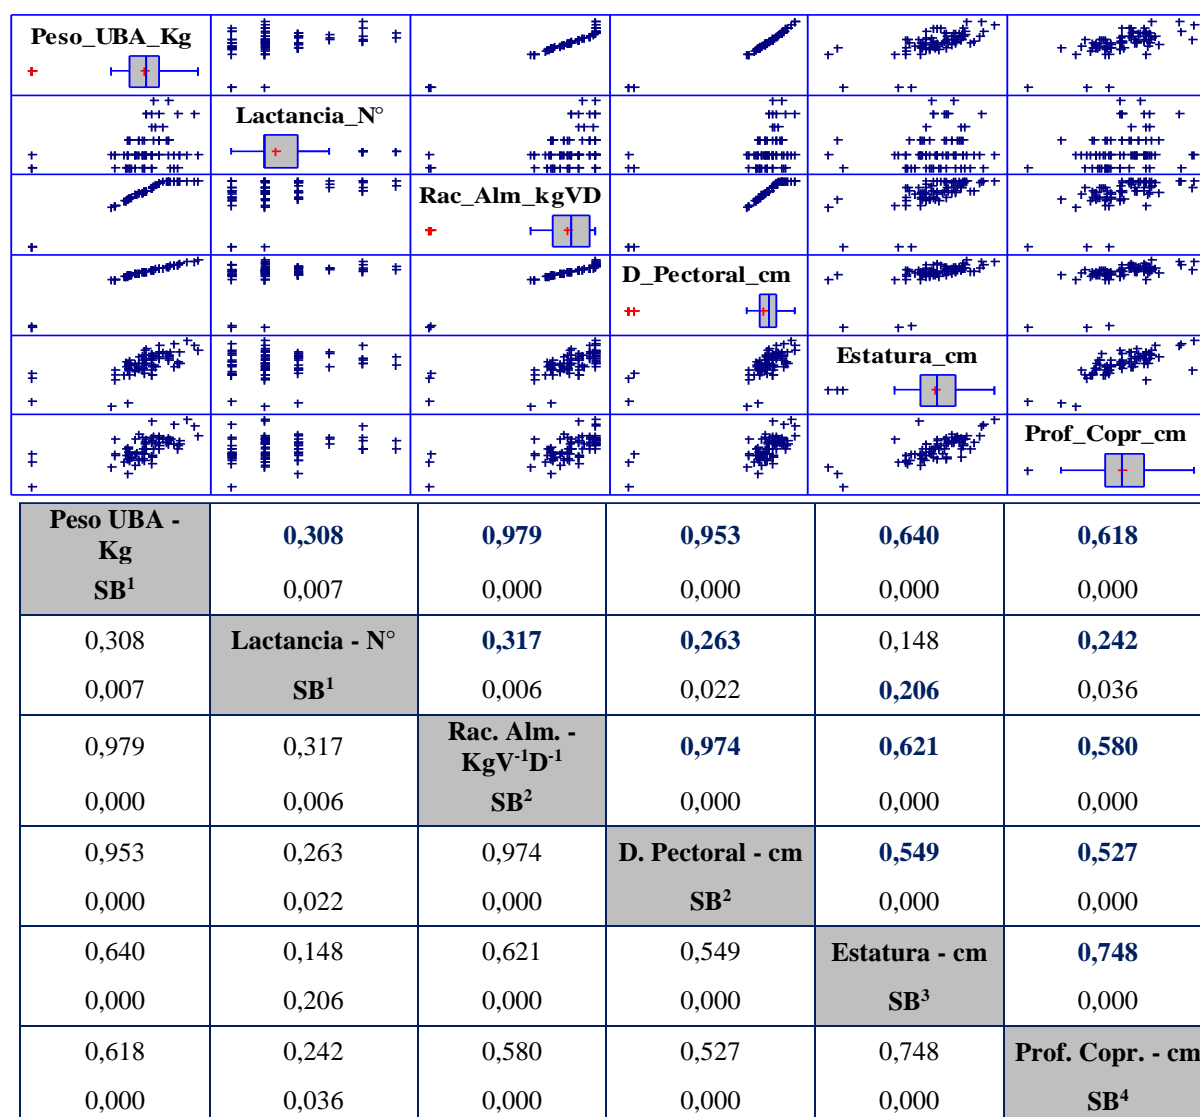 Peso_UBA_Kg
Lactancia_N°
Rac_Alm_kgVD
D_Pectoral_cm
Estatura_cm
Prof_Copr_cm
Peso UBA -
Kg
SB¹
0,308 0,979 0,953 0,640 0,618
0,007 0,000 0,000 0,000 0,000
0,308 Lactancia - N° 0,317 0,263 0,148 0,242
0,007 SB¹ 0,006 0,022 0,206 0,036
0,979 0,317 Rac. Alm. - 0,974 0,621 0,580
KgV⁻¹D⁻¹
0,000 0,006 SB² 0,000 0,000 0,000
0,953 0,263 0,974 D. Pectoral - cm 0,549 0,527
0,000 0,022 0,000 SB² 0,000 0,000
0,640 0,148 0,621 0,549 Estatura - cm 0,748
0,000 0,206 0,000 0,000 SB³ 0,000
0,618 0,242 0,580 0,527 0,748 Prof. Copr. - cm
0,000 0,036 0,000 0,000 0,000 SB⁴